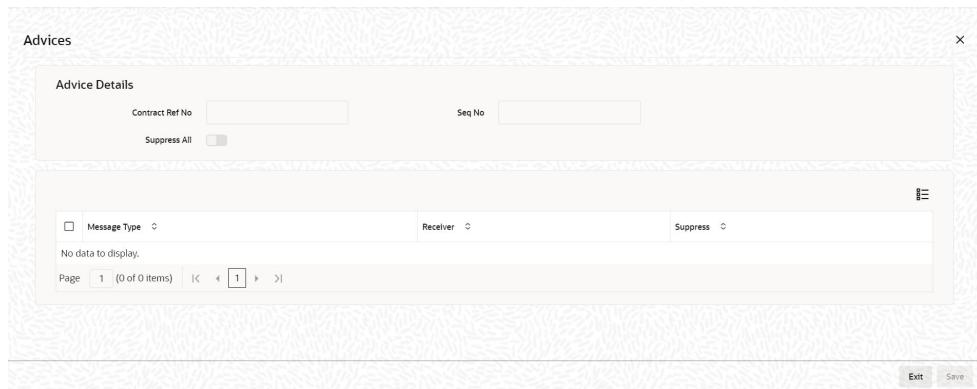 Advices
Advice Details
Contract Ref No
Seq No
Suppress All
Message Type
Receiver
Suppress
No data to display.
Page 1 (0 of 0 items) 1
Exit Save